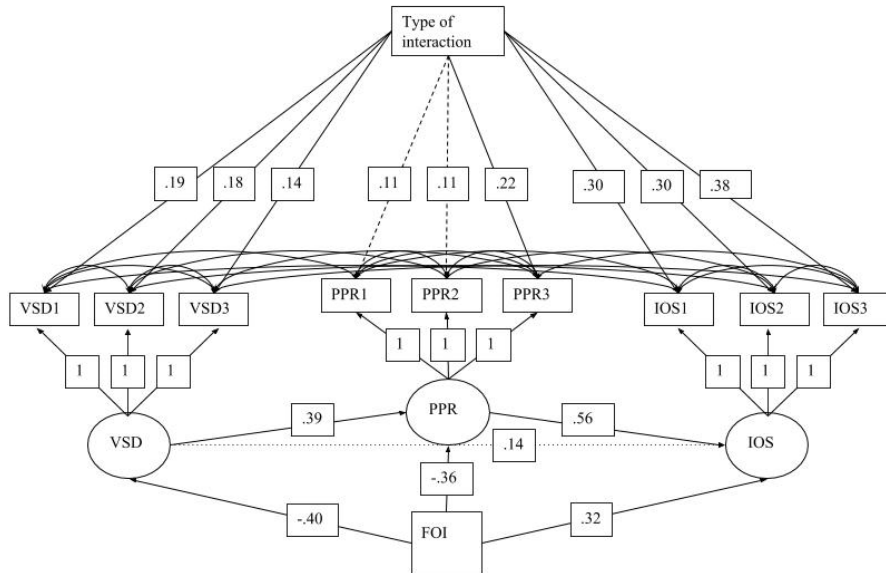 Type of
interaction
.19
.18
.14
.11
.11
.22
.30
.30
.38
VSD1
VSD2
VSD3
PPR1
PPR2
PPR3
IOS1
IOS2
IOS3
1
1
1
1
1
1
1
1
1
VSD
.39
PPR
.56
IOS
.14
-.36
-.40
FOI
.32